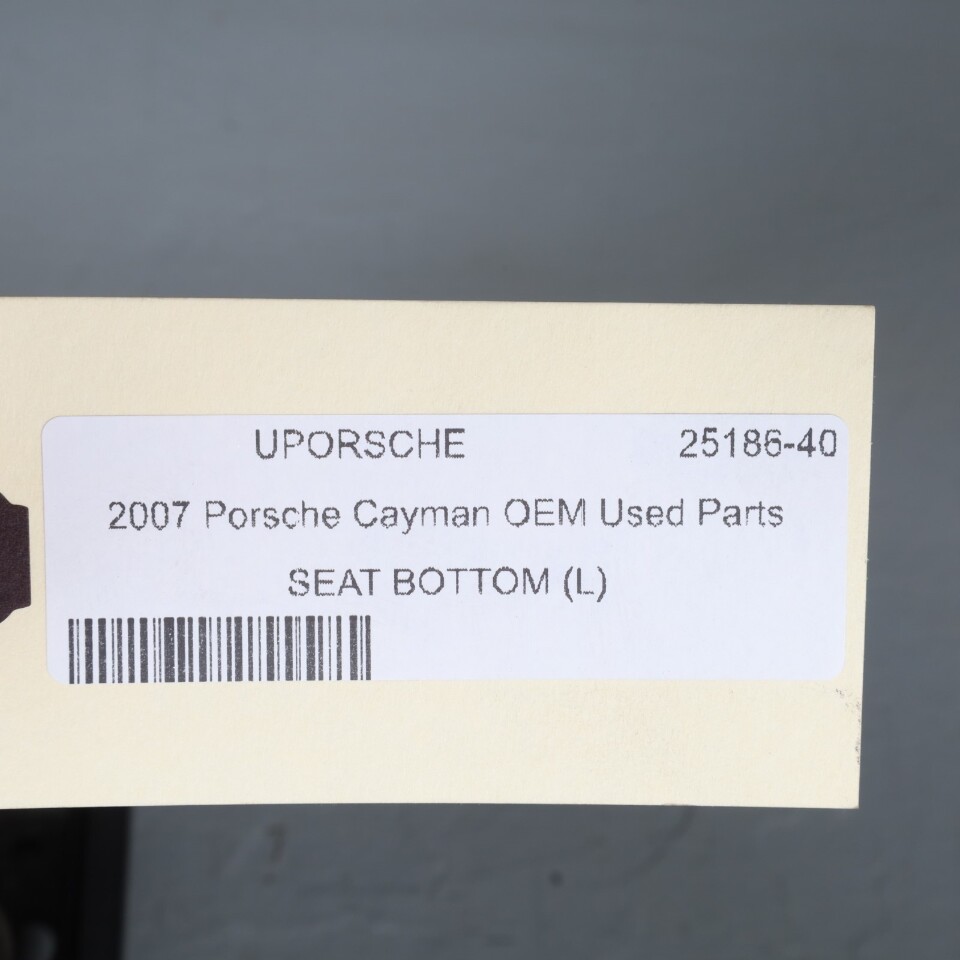 UPORSCHE 25186-40
2007 Porsche Cayman OEM Used Parts
SEAT BOTTOM (L)